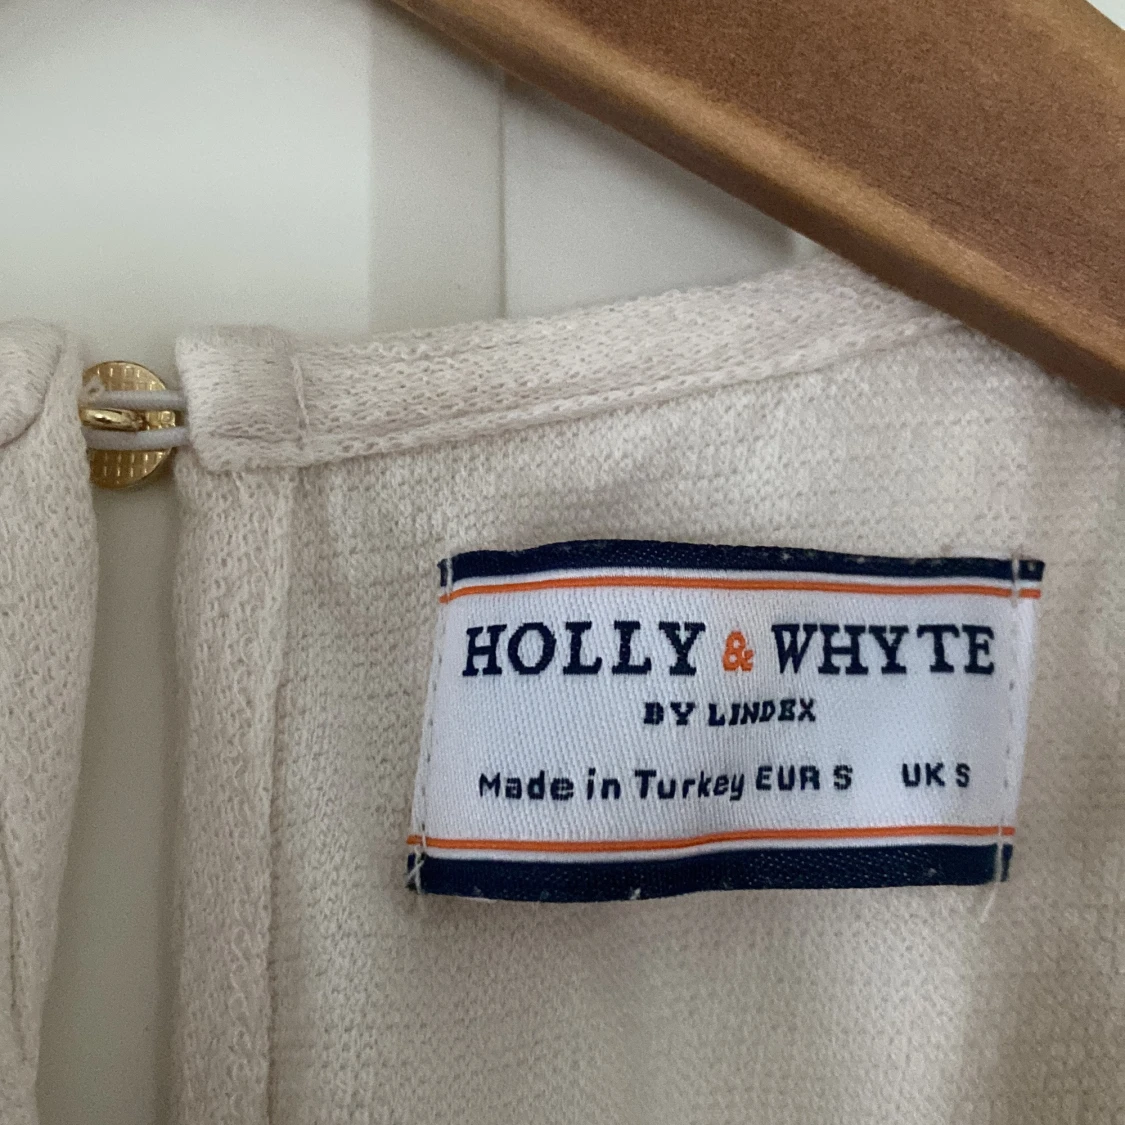 HOLLY & WHYTE
BY LINDEX
Made in Turkey EUR S UK S